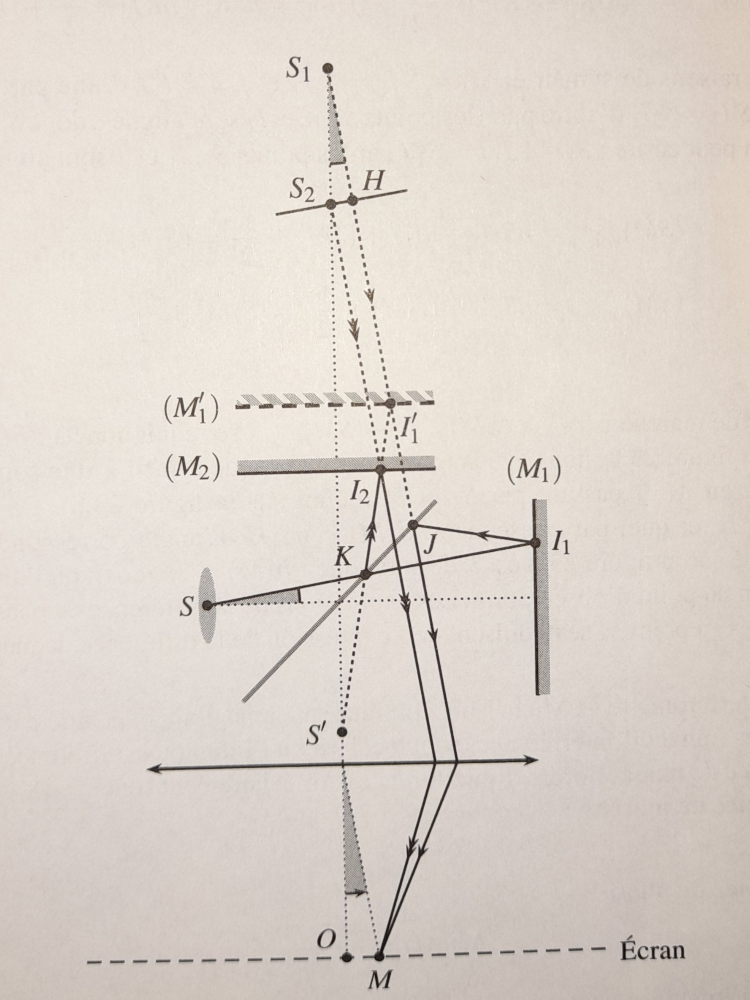 S₁
S₂
H
(M′₁)
I′₁
(M₂)
(M₁)
I₂
K
J
I₁
S
S′
O
Écran
M